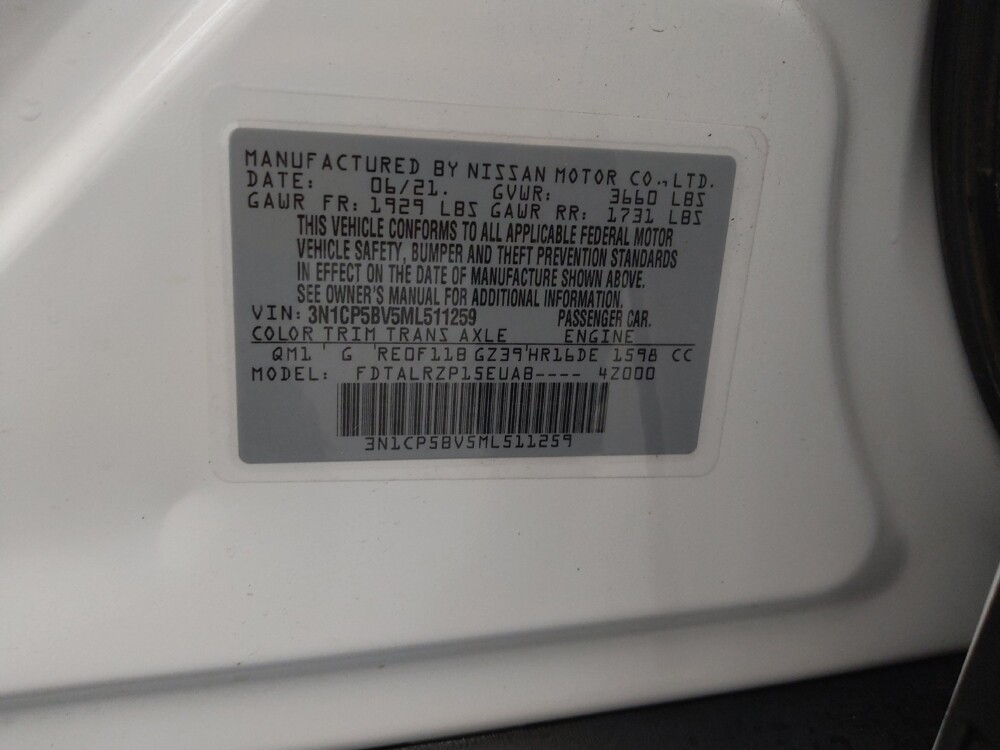 MANUFACTURED BY NISSAN MOTOR CO.,LTD.
DATE: 06/21. GVWR: 3660 LBS
GAWR FR: 1929 LBS GAWR RR: 1731 LBS
THIS VEHICLE CONFORMS TO ALL APPLICABLE FEDERAL MOTOR
VEHICLE SAFETY, BUMPER AND THEFT PREVENTION STANDARDS
IN EFFECT ON THE DATE OF MANUFACTURE SHOWN ABOVE.
SEE OWNER'S MANUAL FOR ADDITIONAL INFORMATION.
VIN: 3N1CP5BV5ML511259 PASSENGER CAR.
COLOR TRIM TRANS AXLE ENGINE
QM1 ' G 'RE0F11B GZ39'HR16DE 1598 CC
MODEL: FDTALRZP15EUAB---- 4Z000
3N1CP5BV5ML511259